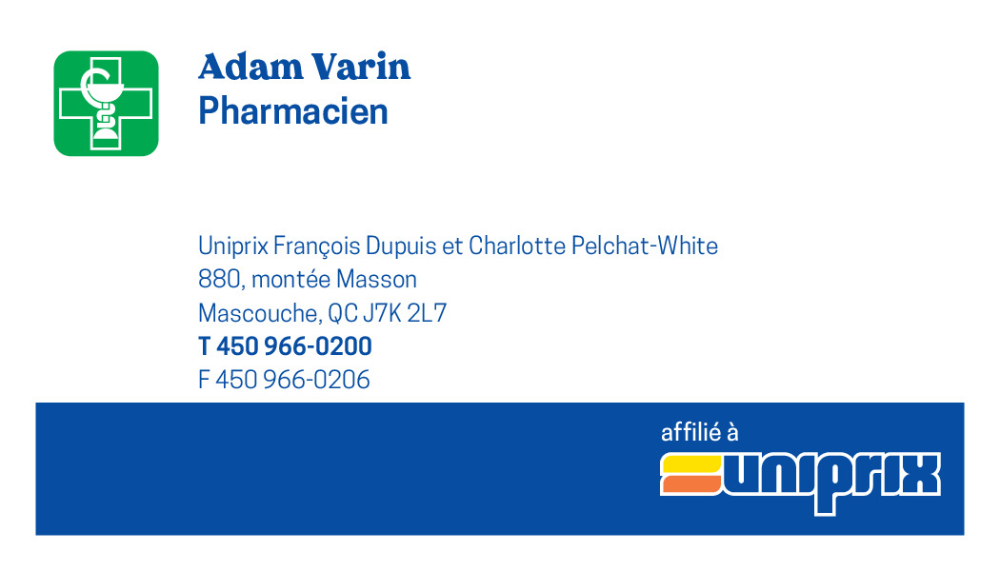 Adam Varin
Pharmacien
Uniprix François Dupuis et Charlotte Pelchat-White
880, montée Masson
Mascouche, QC J7K 2L7
T 450 966-0200
F 450 966-0206
affilié à
uniprix